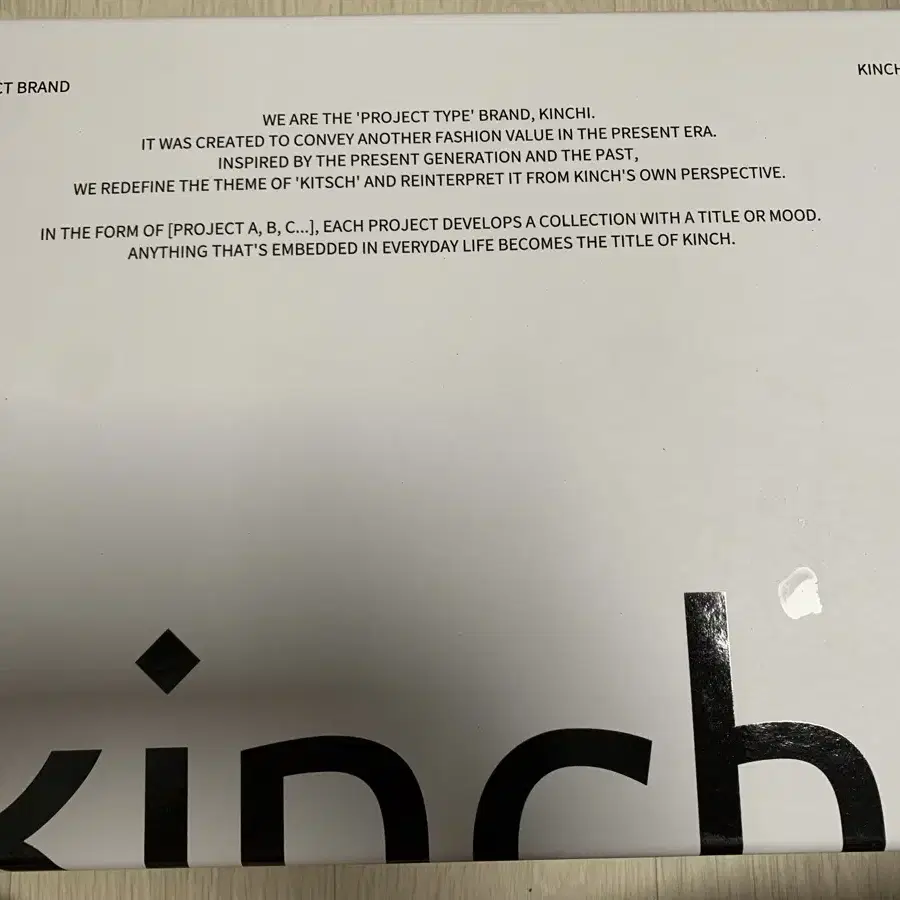 CT BRAND
KINCH
WE ARE THE 'PROJECT TYPE' BRAND, KINCHI.
IT WAS CREATED TO CONVEY ANOTHER FASHION VALUE IN THE PRESENT ERA.
INSPIRED BY THE PRESENT GENERATION AND THE PAST,
WE REDEFINE THE THEME OF 'KITSCH' AND REINTERPRET IT FROM KINCH'S OWN PERSPECTIVE.
IN THE FORM OF [PROJECT A, B, C...], EACH PROJECT DEVELOPS A COLLECTION WITH A TITLE OR MOOD.
ANYTHING THAT'S EMBEDDED IN EVERYDAY LIFE BECOMES THE TITLE OF KINCH.
kinch